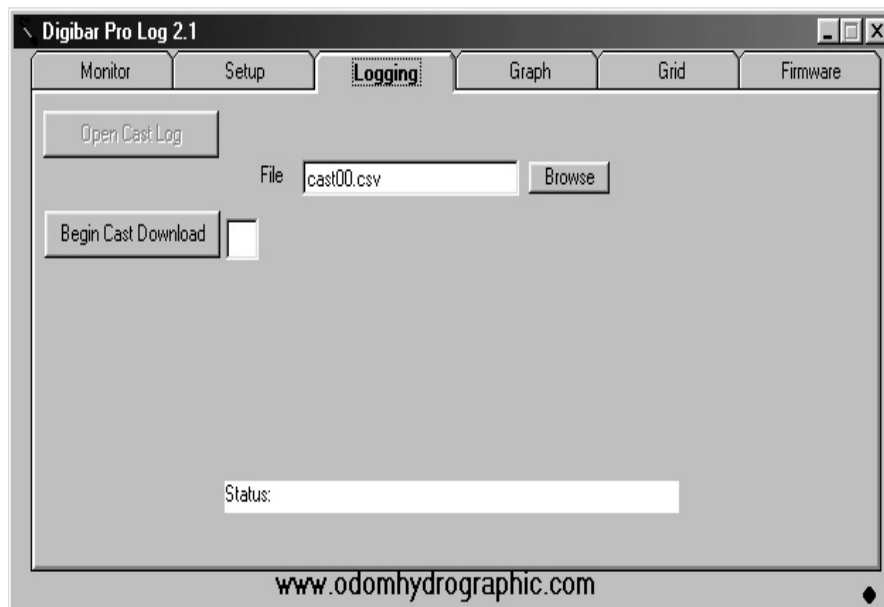 Digibar Pro Log 2.1
Monitor Setup Logging Graph Grid Firmware
Open Cast Log
File cast00.csv Browse
Begin Cast Download
Status:
www.odomhydrographic.com